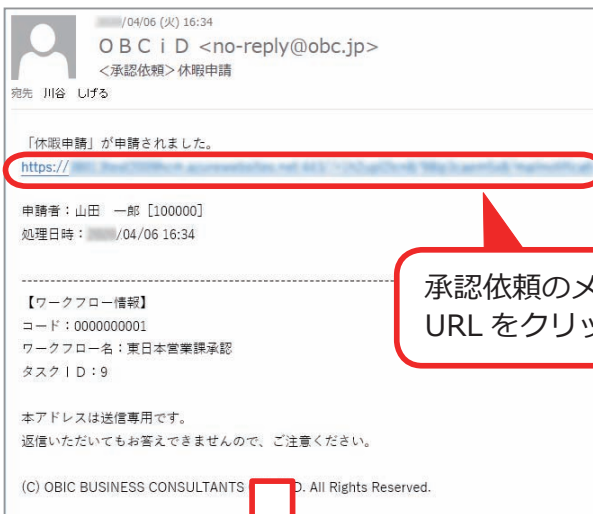 /04/06 (火) 16:34
ＯＢＣｉＤ <no-reply@obc.jp>
<承認依頼>休暇申請
宛先 川谷 しげる
「休暇申請」が申請されました。
https://
申請者：山田　一郎［100000］
処理日時： /04/06 16:34
承認依頼のメ
URL をクリッ
【ワークフロー情報】
コード：0000000001
ワークフロー名：東日本営業課承認
タスクＩＤ：9
本アドレスは送信専用です。
返信いただいてもお答えできませんので、ご注意ください。
(C) OBIC BUSINESS CONSULTANTS D. All Rights Reserved.